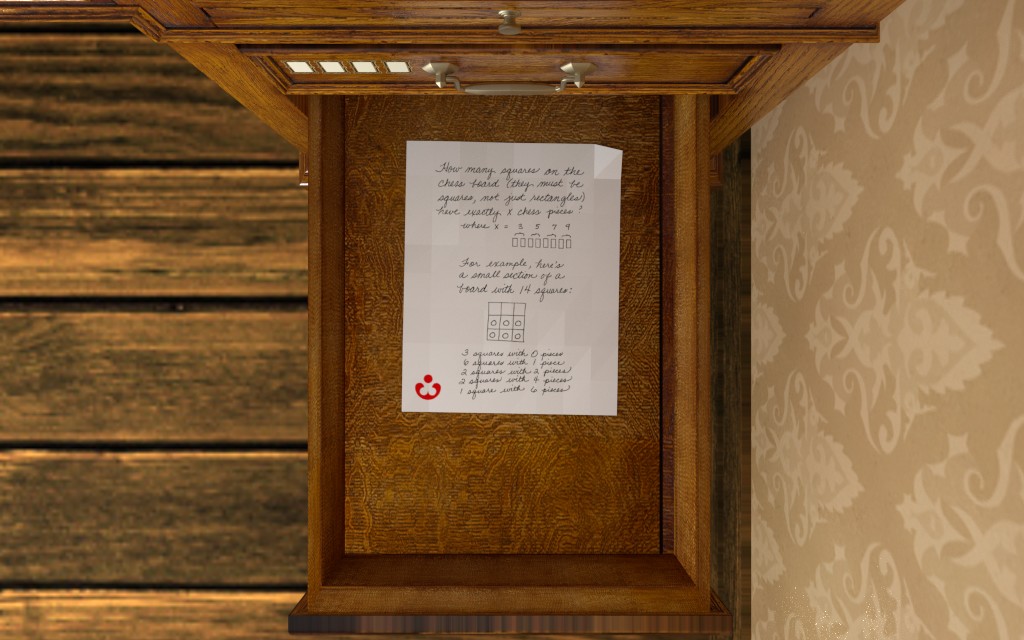 How many squares on the
chess board (they must be
squares, not just rectangles)
have exactly x chess pieces?
where x = 3 5 7 9
For example, here's
a small section of a
board with 14 squares:
3 squares with 0 pieces
6 squares with 1 piece
2 squares with 2 pieces
2 squares with 4 pieces
1 square with 6 pieces